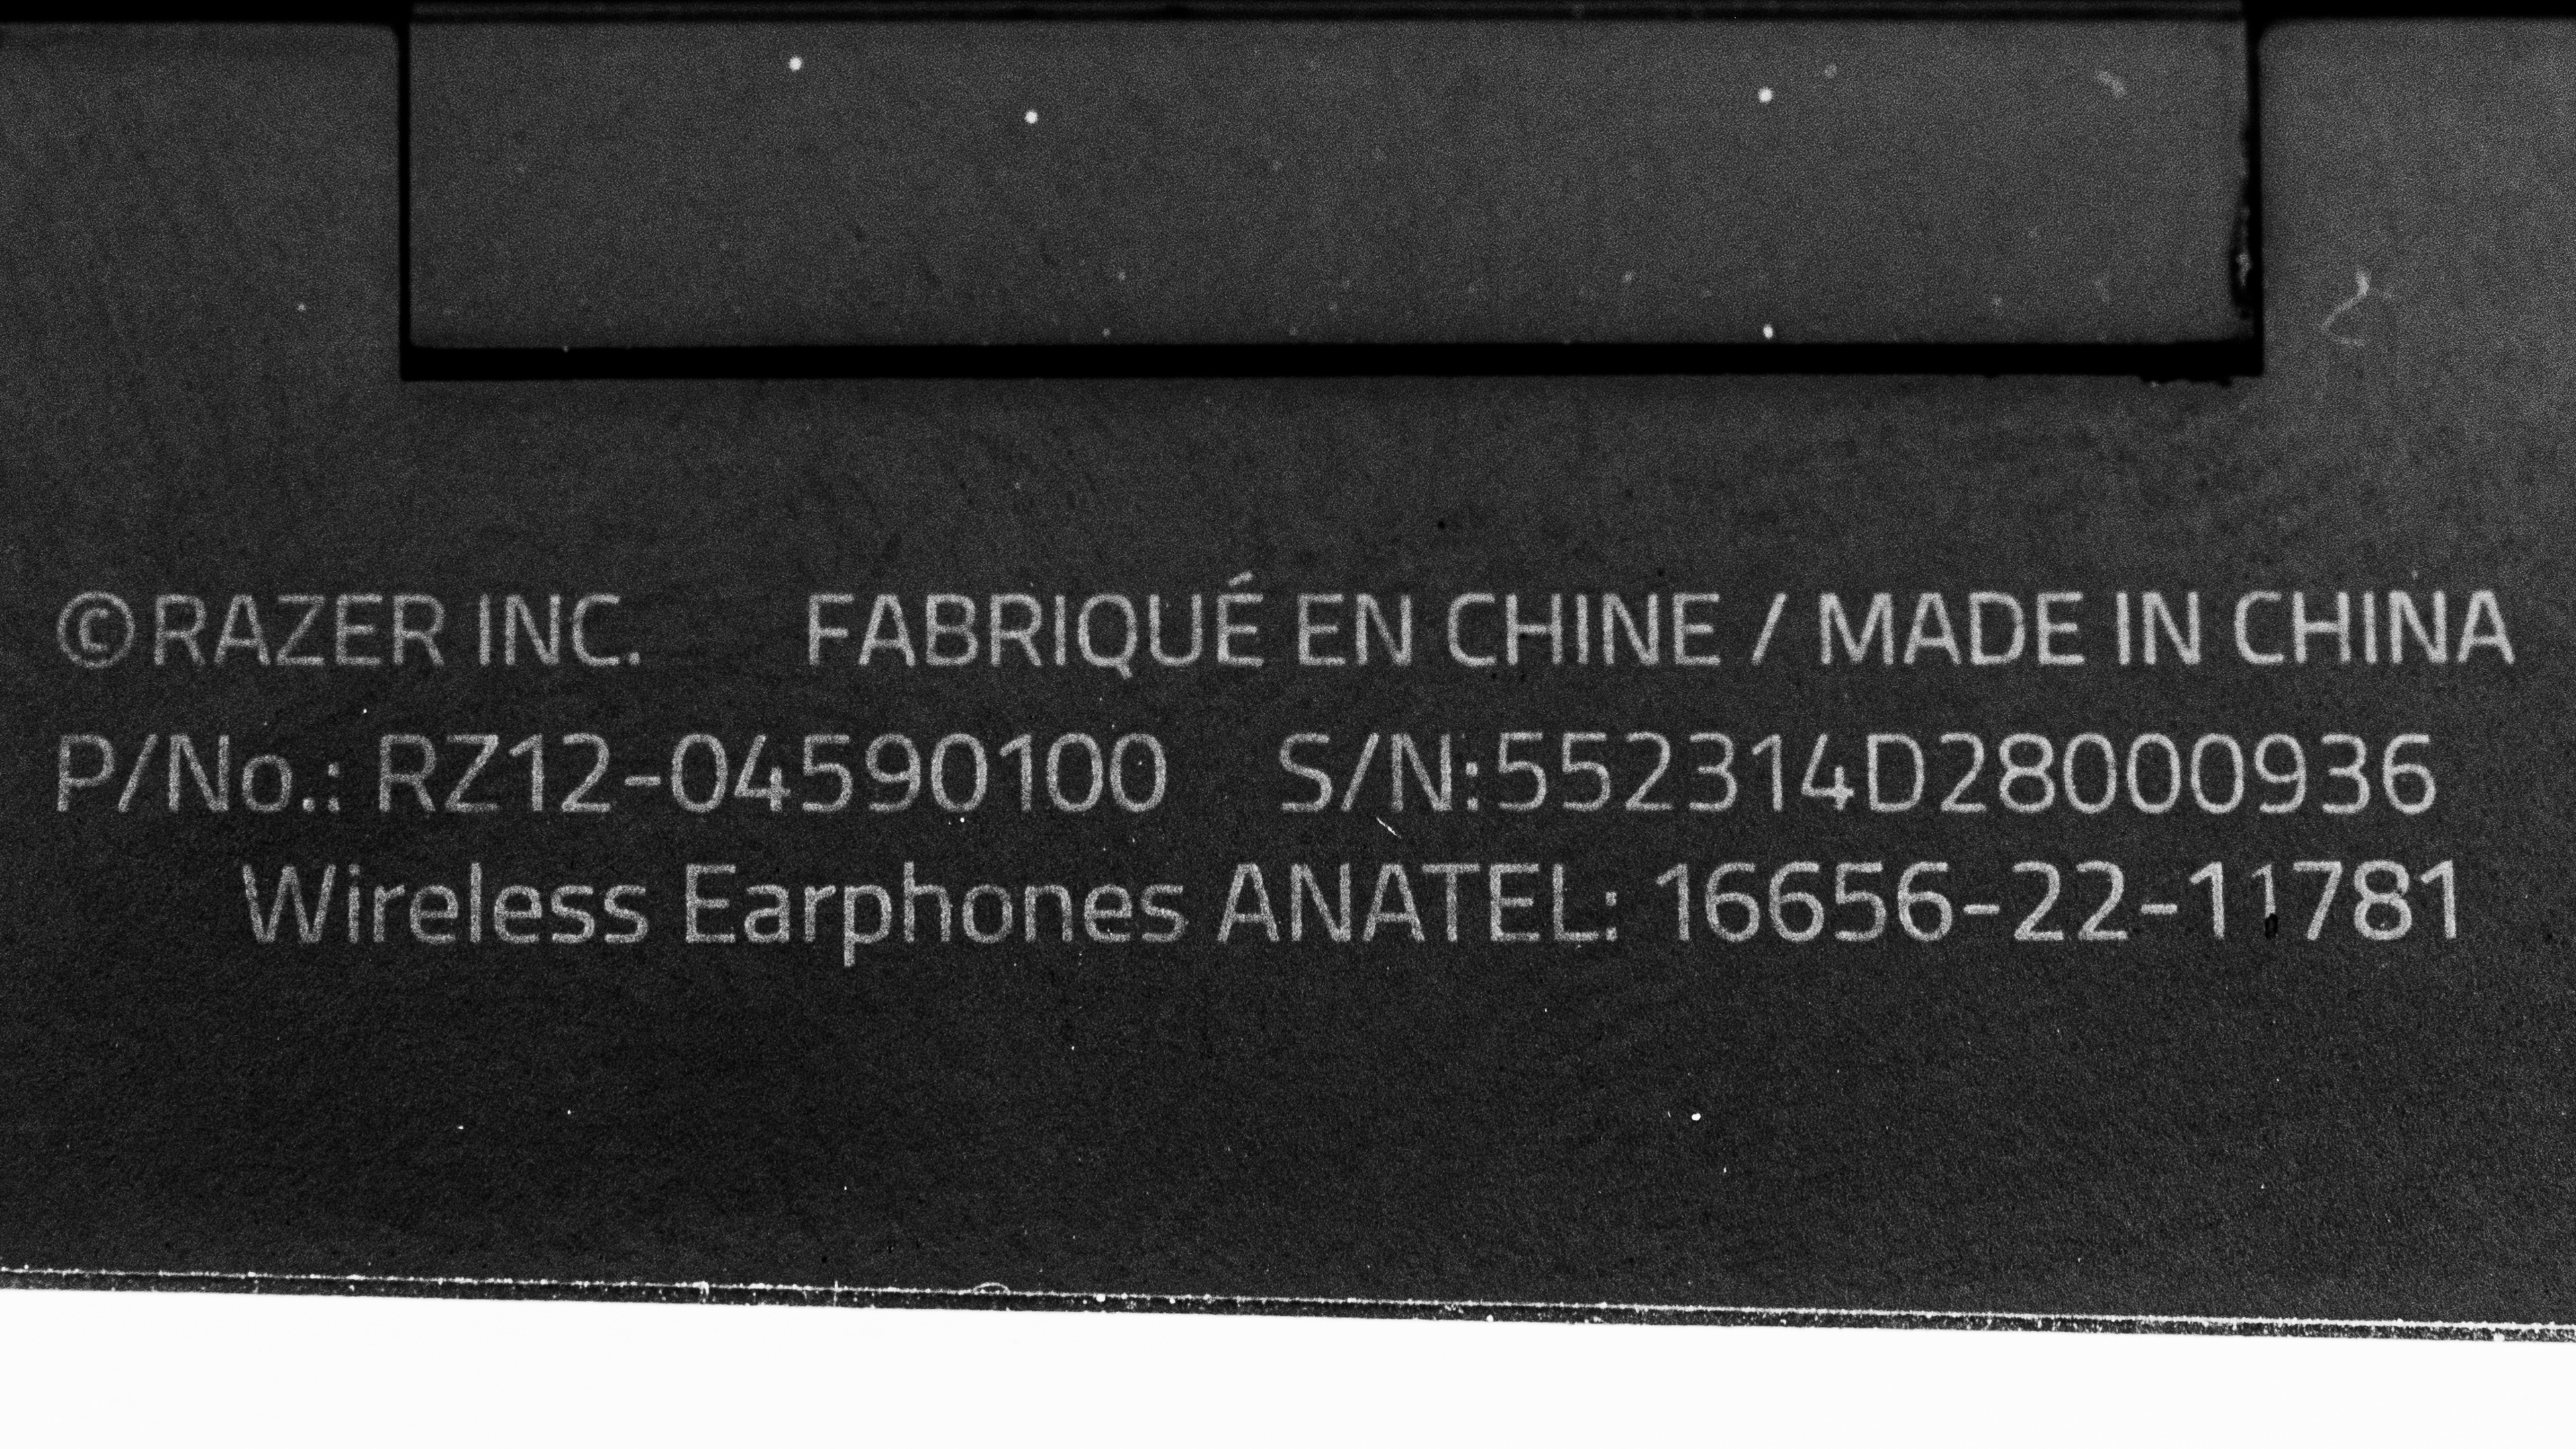 ©RAZER INC. FABRIQUÉ EN CHINE / MADE IN CHINA
P/No.: RZ12-04590100 S/N:552314D28000936
Wireless Earphones ANATEL: 16656-22-11781